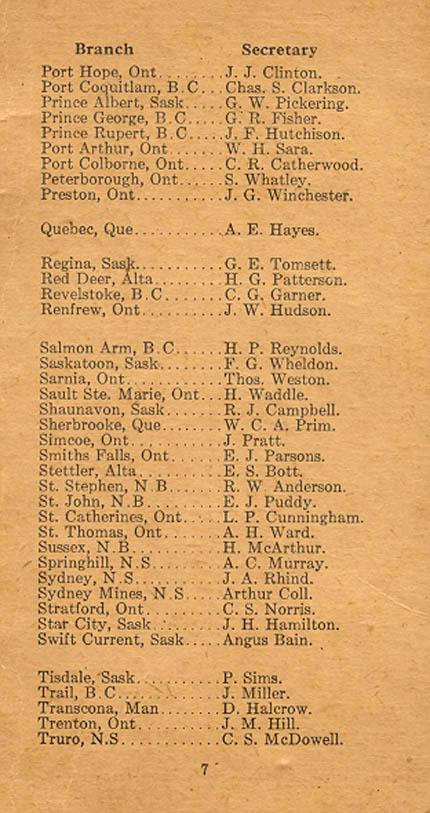 Branch Secretary
Port Hope, Ont........J. J. Clinton.
Port Coquitlam, B.C...Chas. S. Clarkson.
Prince Albert, Sask.....G. W. Pickering.
Prince George, B.C.....G. R. Fisher.
Prince Rupert, B.C.....J. F. Hutchison.
Port Arthur, Ont.......W. H. Sara.
Port Colborne, Ont.....C. R. Catherwood.
Peterborough, Ont......S. Whatley.
Preston, Ont...........J. G. Winchester.
Quebec, Que...........A. E. Hayes.
Regina, Sask...........G. E. Tomsett.
Red Deer, Alta.........H. G. Patterson.
Revelstoke, B.C........C. G. Garner.
Renfrew, Ont..........J. W. Hudson.
Salmon Arm, B.C......H. P. Reynolds.
Saskatoon, Sask........F. G. Wheldon.
Sarnia, Ont............Thos. Weston.
Sault Ste. Marie, Ont...H. Waddle.
Shaunavon, Sask.......R. J. Campbell.
Sherbrooke, Que.......W. C. A. Prim.
Simcoe, Ont...........J. Pratt.
Smiths Falls, Ont......E. J. Parsons.
Stettler, Alta..........E. S. Bott.
St. Stephen, N.B.......R. W Anderson.
St. John, N.B..........E. J. Puddy.
St. Catherines, Ont.....L. P. Cunningham.
St. Thomas, Ont.......A. H. Ward.
Sussex, N.B............H. McArthur.
Springhill, N.S.........A. C. Murray.
Sydney, N.S...........J. A. Rhind.
Sydney Mines, N.S.....Arthur Coll.
Stratford, Ont..........C. S. Norris.
Star City, Sask.........J. H. Hamilton.
Swift Current, Sask.....Angus Bain.
Tisdale, Sask...........P. Sims.
Trail, B.C..............J. Miller.
Transcona, Man........D. Halcrow.
Trenton, Ont...........J. M. Hill.
Truro, N.S.............C. S. McDowell.
7